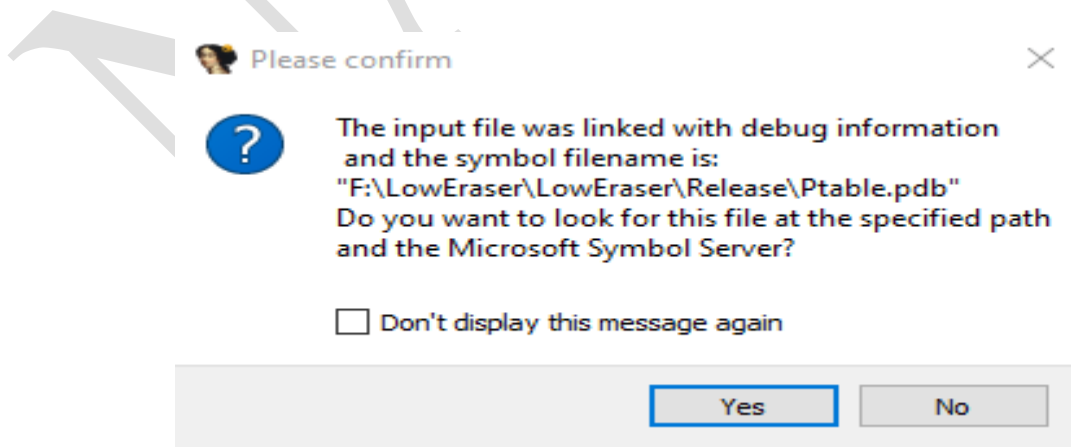 Please confirm
The input file was linked with debug information
and the symbol filename is:
"F:\LowEraser\LowEraser\Release\Ptable.pdb"
Do you want to look for this file at the specified path
and the Microsoft Symbol Server?
Don't display this message again
Yes No